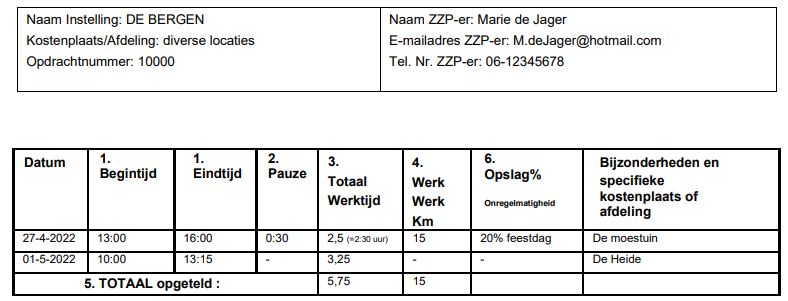 Naam Instelling: DE BERGEN
Kostenplaats/Afdeling: diverse locaties
Opdrachtnummer: 10000
Naam ZZP-er: Marie de Jager
E-mailadres ZZP-er: M.deJager@hotmail.com
Tel. Nr. ZZP-er: 06-12345678
Datum
1. Begintijd
1. Eindtijd
2. Pauze
3. Totaal Werktijd
4. Werk Werk Km
6. Opslag% Onregelmatigheid
Bijzonderheden en specifieke kostenplaats of afdeling
27-4-2022 13:00 16:00 0:30 2,5 (=2:30 uur) 15 20% feestdag De moestuin
01-5-2022 10:00 13:15 - 3,25 - - De Heide
5. TOTAAL opgeteld : 5,75 15